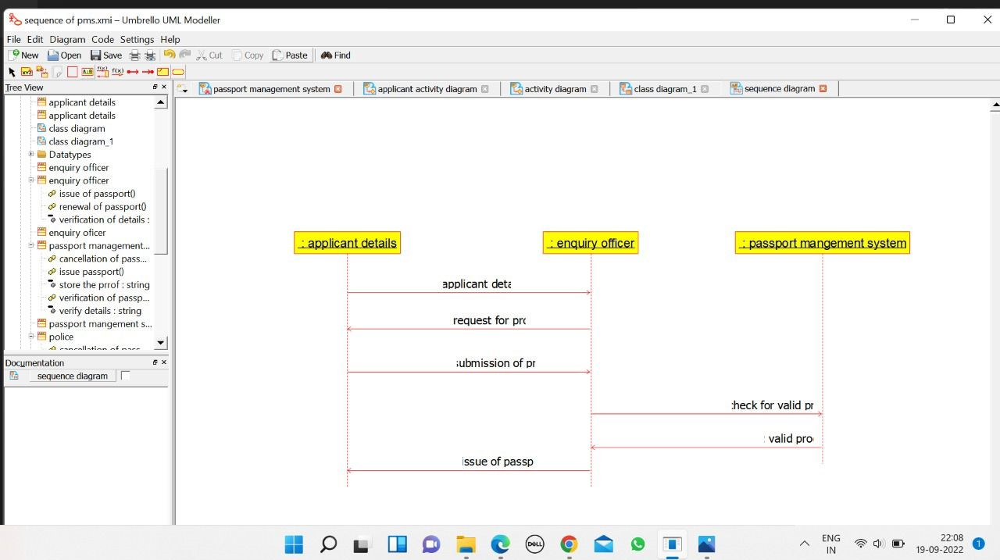 sequence of pms.xmi – Umbrello UML Modeller
File Edit Diagram Code Settings Help
New Open Save Cut Copy Paste Find
Tree View
passport management system applicant activity diagram activity diagram class diagram_1 sequence diagram
applicant details
applicant details
class diagram
class diagram_1
Datatypes
enquiry officer
enquiry officer
issue of passport()
renewal of passport()
verification of details :
enquiry oficer
passport management...
cancellation of pass...
issue passport()
store the prrof : string
verification of passp...
verify details : string
passport mangement s...
police
cancellation of pass
Documentation
sequence diagram
: applicant details : enquiry officer : passport mangement system
applicant deta
request for pro
submission of pr
check for valid pr
: valid proo
issue of passp
DELL
ENG
IN
22:08
19-09-2022
1